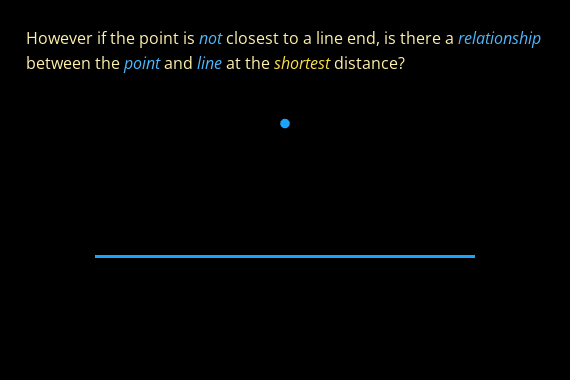 However if the point is not closest to a line end, is there a relationship
between the point and line at the shortest distance?